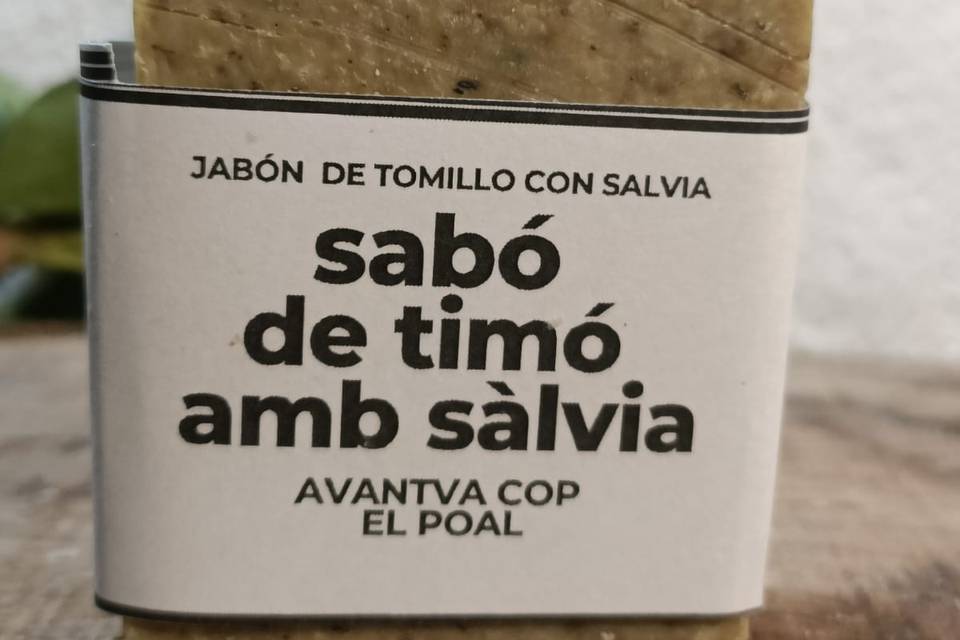 JABÓN DE TOMILLO CON SALVIA
sabó
de timó
amb sàlvia
AVANTVA COP
EL POAL